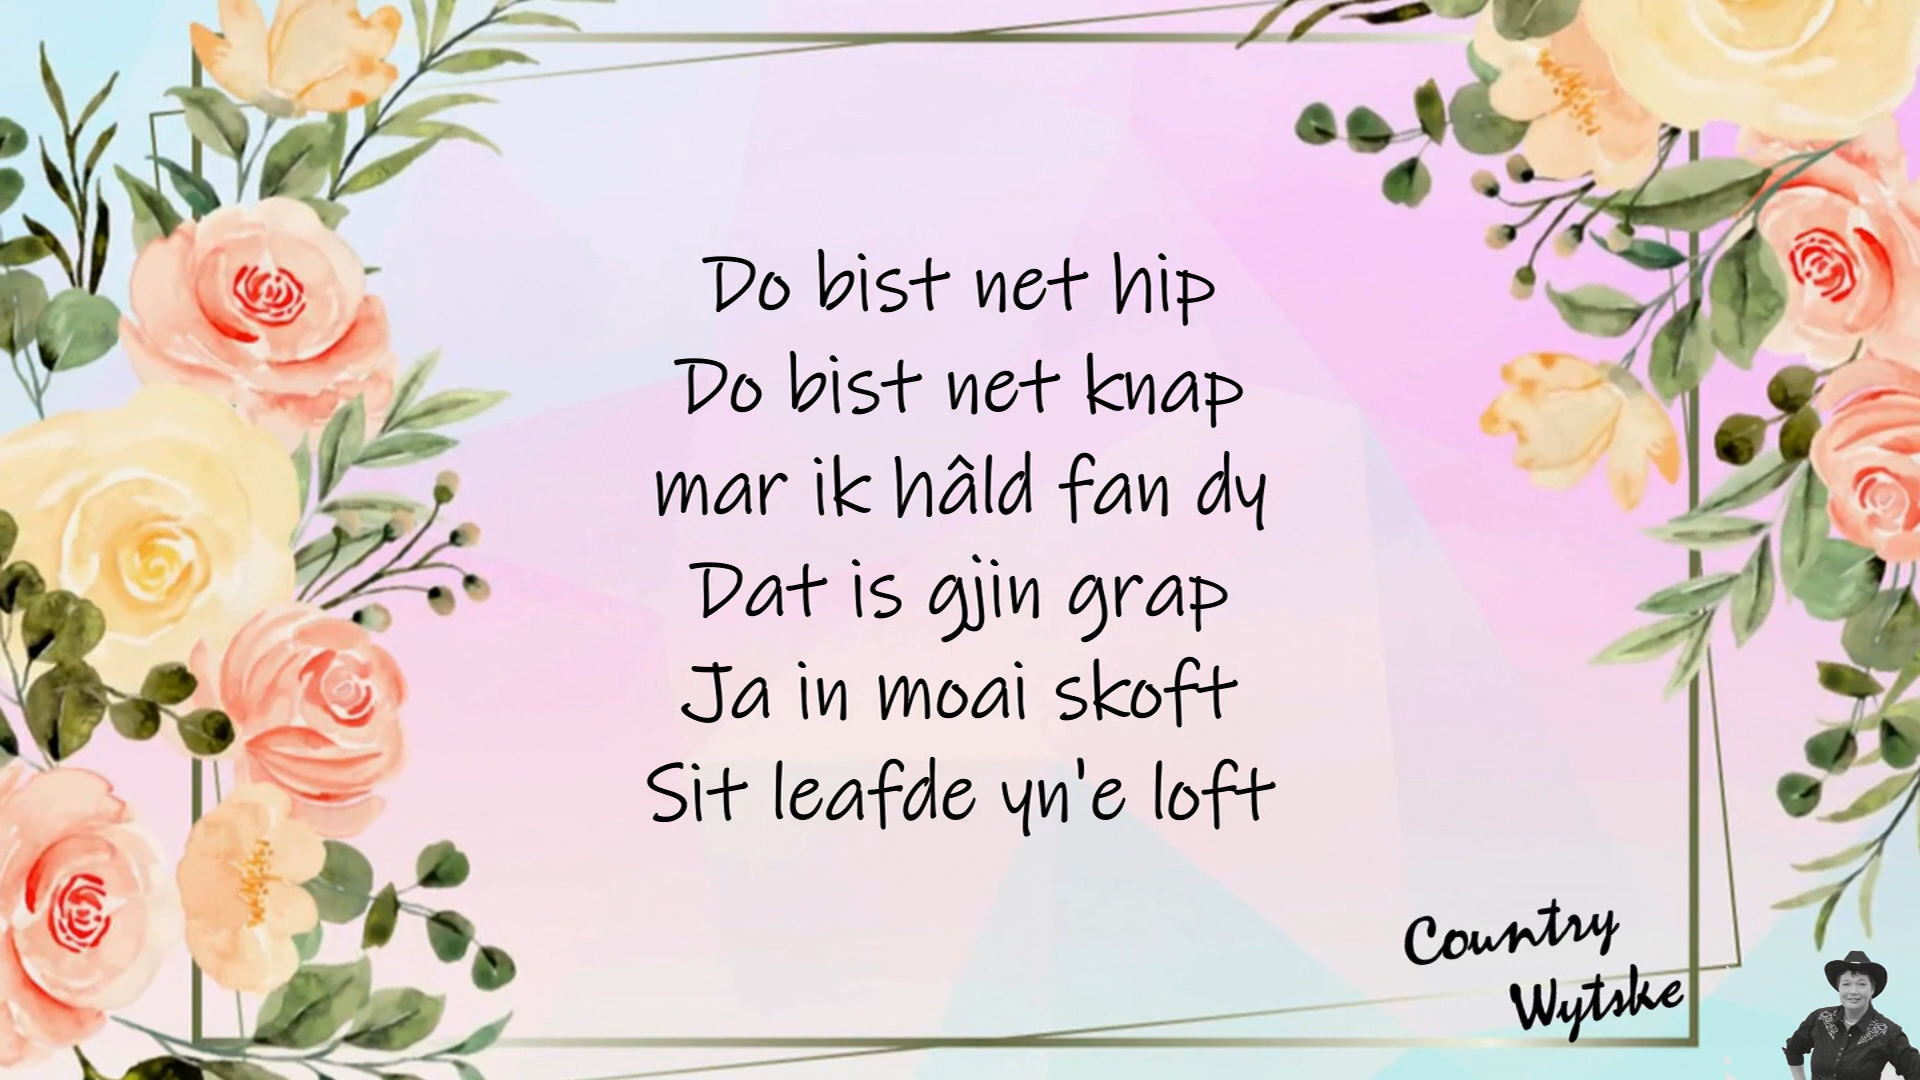 Do bist net hip
Do bist net knap
mar ik hâld fan dy
Dat is gjin grap
Ja in moai skoft
Sit leafde yn'e loft
Country
Wytske